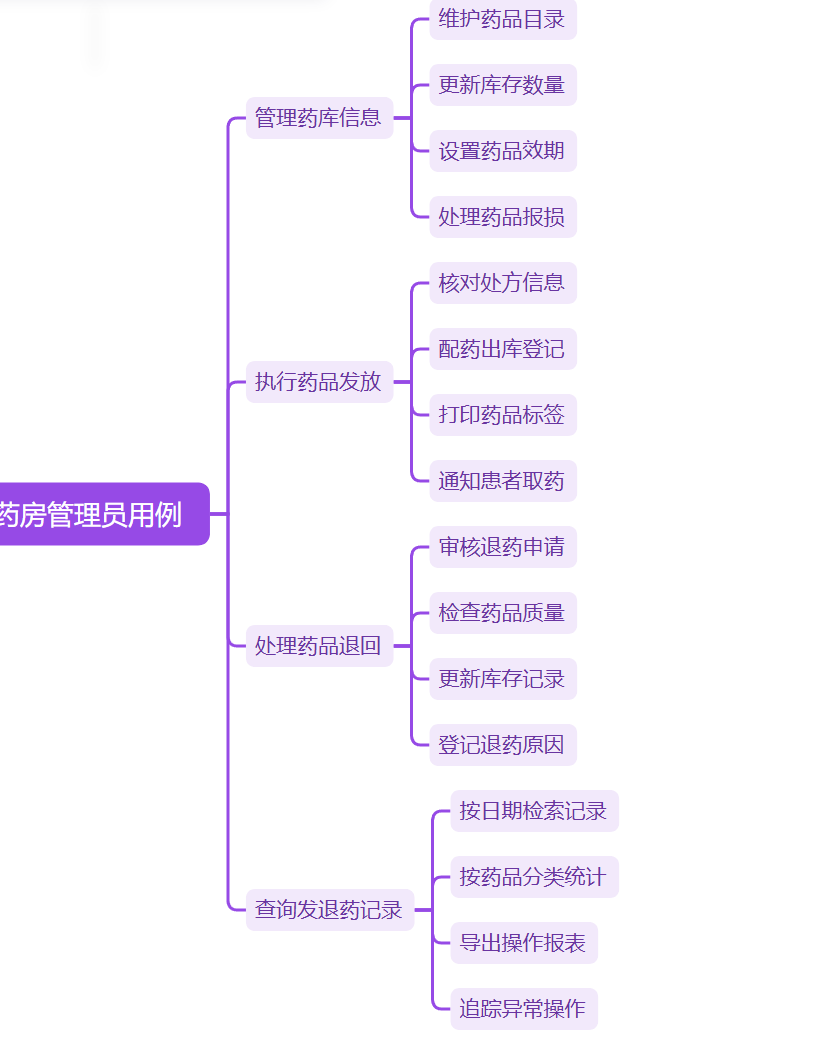 药房管理员用例
管理药库信息
维护药品目录
更新库存数量
设置药品效期
处理药品报损
执行药品发放
核对处方信息
配药出库登记
打印药品标签
通知患者取药
处理药品退回
审核退药申请
检查药品质量
更新库存记录
登记退药原因
查询发退药记录
按日期检索记录
按药品分类统计
导出操作报表
追踪异常操作